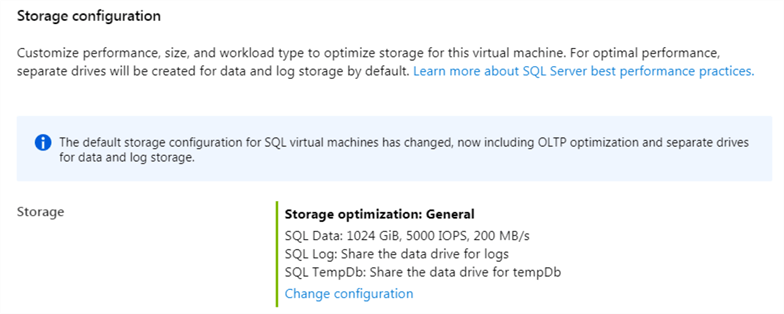 Storage configuration
Customize performance, size, and workload type to optimize storage for this virtual machine. For optimal performance,
separate drives will be created for data and log storage by default. Learn more about SQL Server best performance practices.
The default storage configuration for SQL virtual machines has changed, now including OLTP optimization and separate drives
for data and log storage.
Storage
Storage optimization: General
SQL Data: 1024 GiB, 5000 IOPS, 200 MB/s
SQL Log: Share the data drive for logs
SQL TempDb: Share the data drive for tempDb
Change configuration